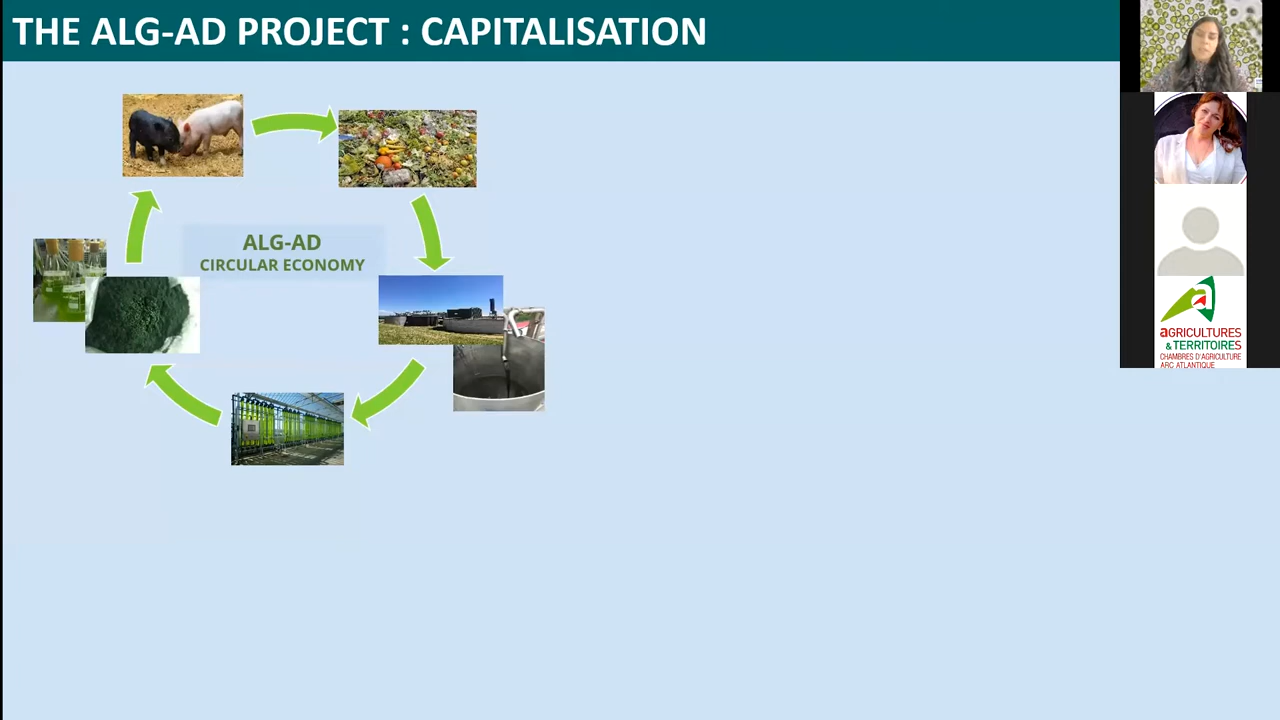 THE ALG-AD PROJECT : CAPITALISATION
ALG-AD
CIRCULAR ECONOMY
aGRICULTURES
& TERRITOIRES
CHAMBRES D'AGRICULTURE
ARC ATLANTIQUE